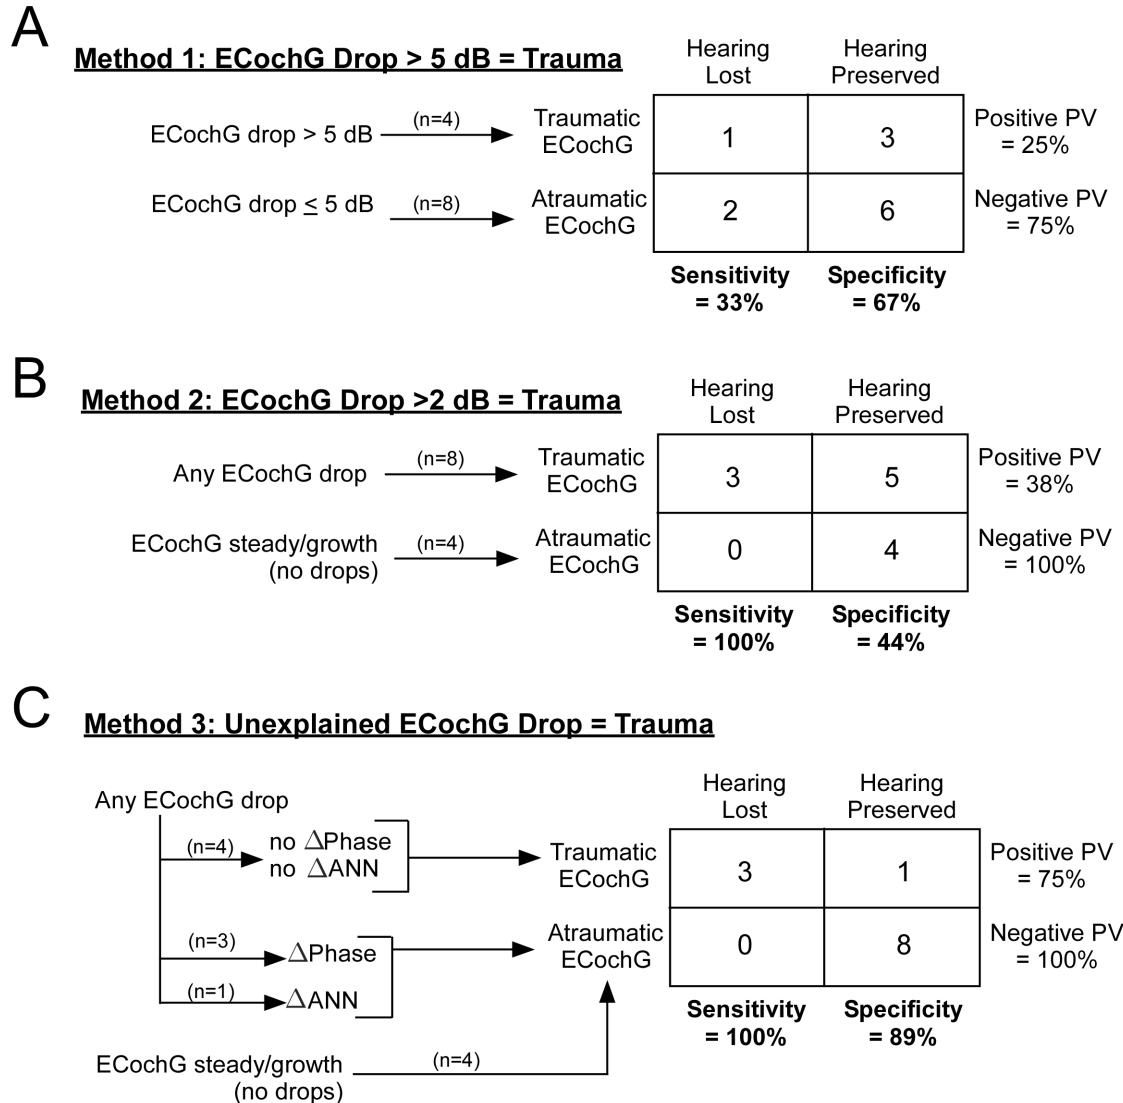 A
Method 1: ECochG Drop > 5 dB = Trauma
Hearing
Lost
Hearing
Preserved
ECochG drop > 5 dB
(n=4)
Traumatic
ECochG
1
3
Positive PV
= 25%
ECochG drop ≤ 5 dB
(n=8)
Atraumatic
ECochG
2
6
Negative PV
= 75%
Sensitivity
= 33%
Specificity
= 67%
B
Method 2: ECochG Drop >2 dB = Trauma
Hearing
Lost
Hearing
Preserved
Any ECochG drop
(n=8)
Traumatic
ECochG
3
5
Positive PV
= 38%
ECochG steady/growth
(no drops)
(n=4)
Atraumatic
ECochG
0
4
Negative PV
= 100%
Sensitivity
= 100%
Specificity
= 44%
C
Method 3: Unexplained ECochG Drop = Trauma
Hearing
Lost
Hearing
Preserved
Any ECochG drop
(n=4)
no ΔPhase
no ΔANN
Traumatic
ECochG
3
1
Positive PV
= 75%
(n=3)
ΔPhase
(n=1)
ΔANN
Atraumatic
ECochG
0
8
Negative PV
= 100%
Sensitivity
= 100%
Specificity
= 89%
ECochG steady/growth
(no drops)
(n=4)